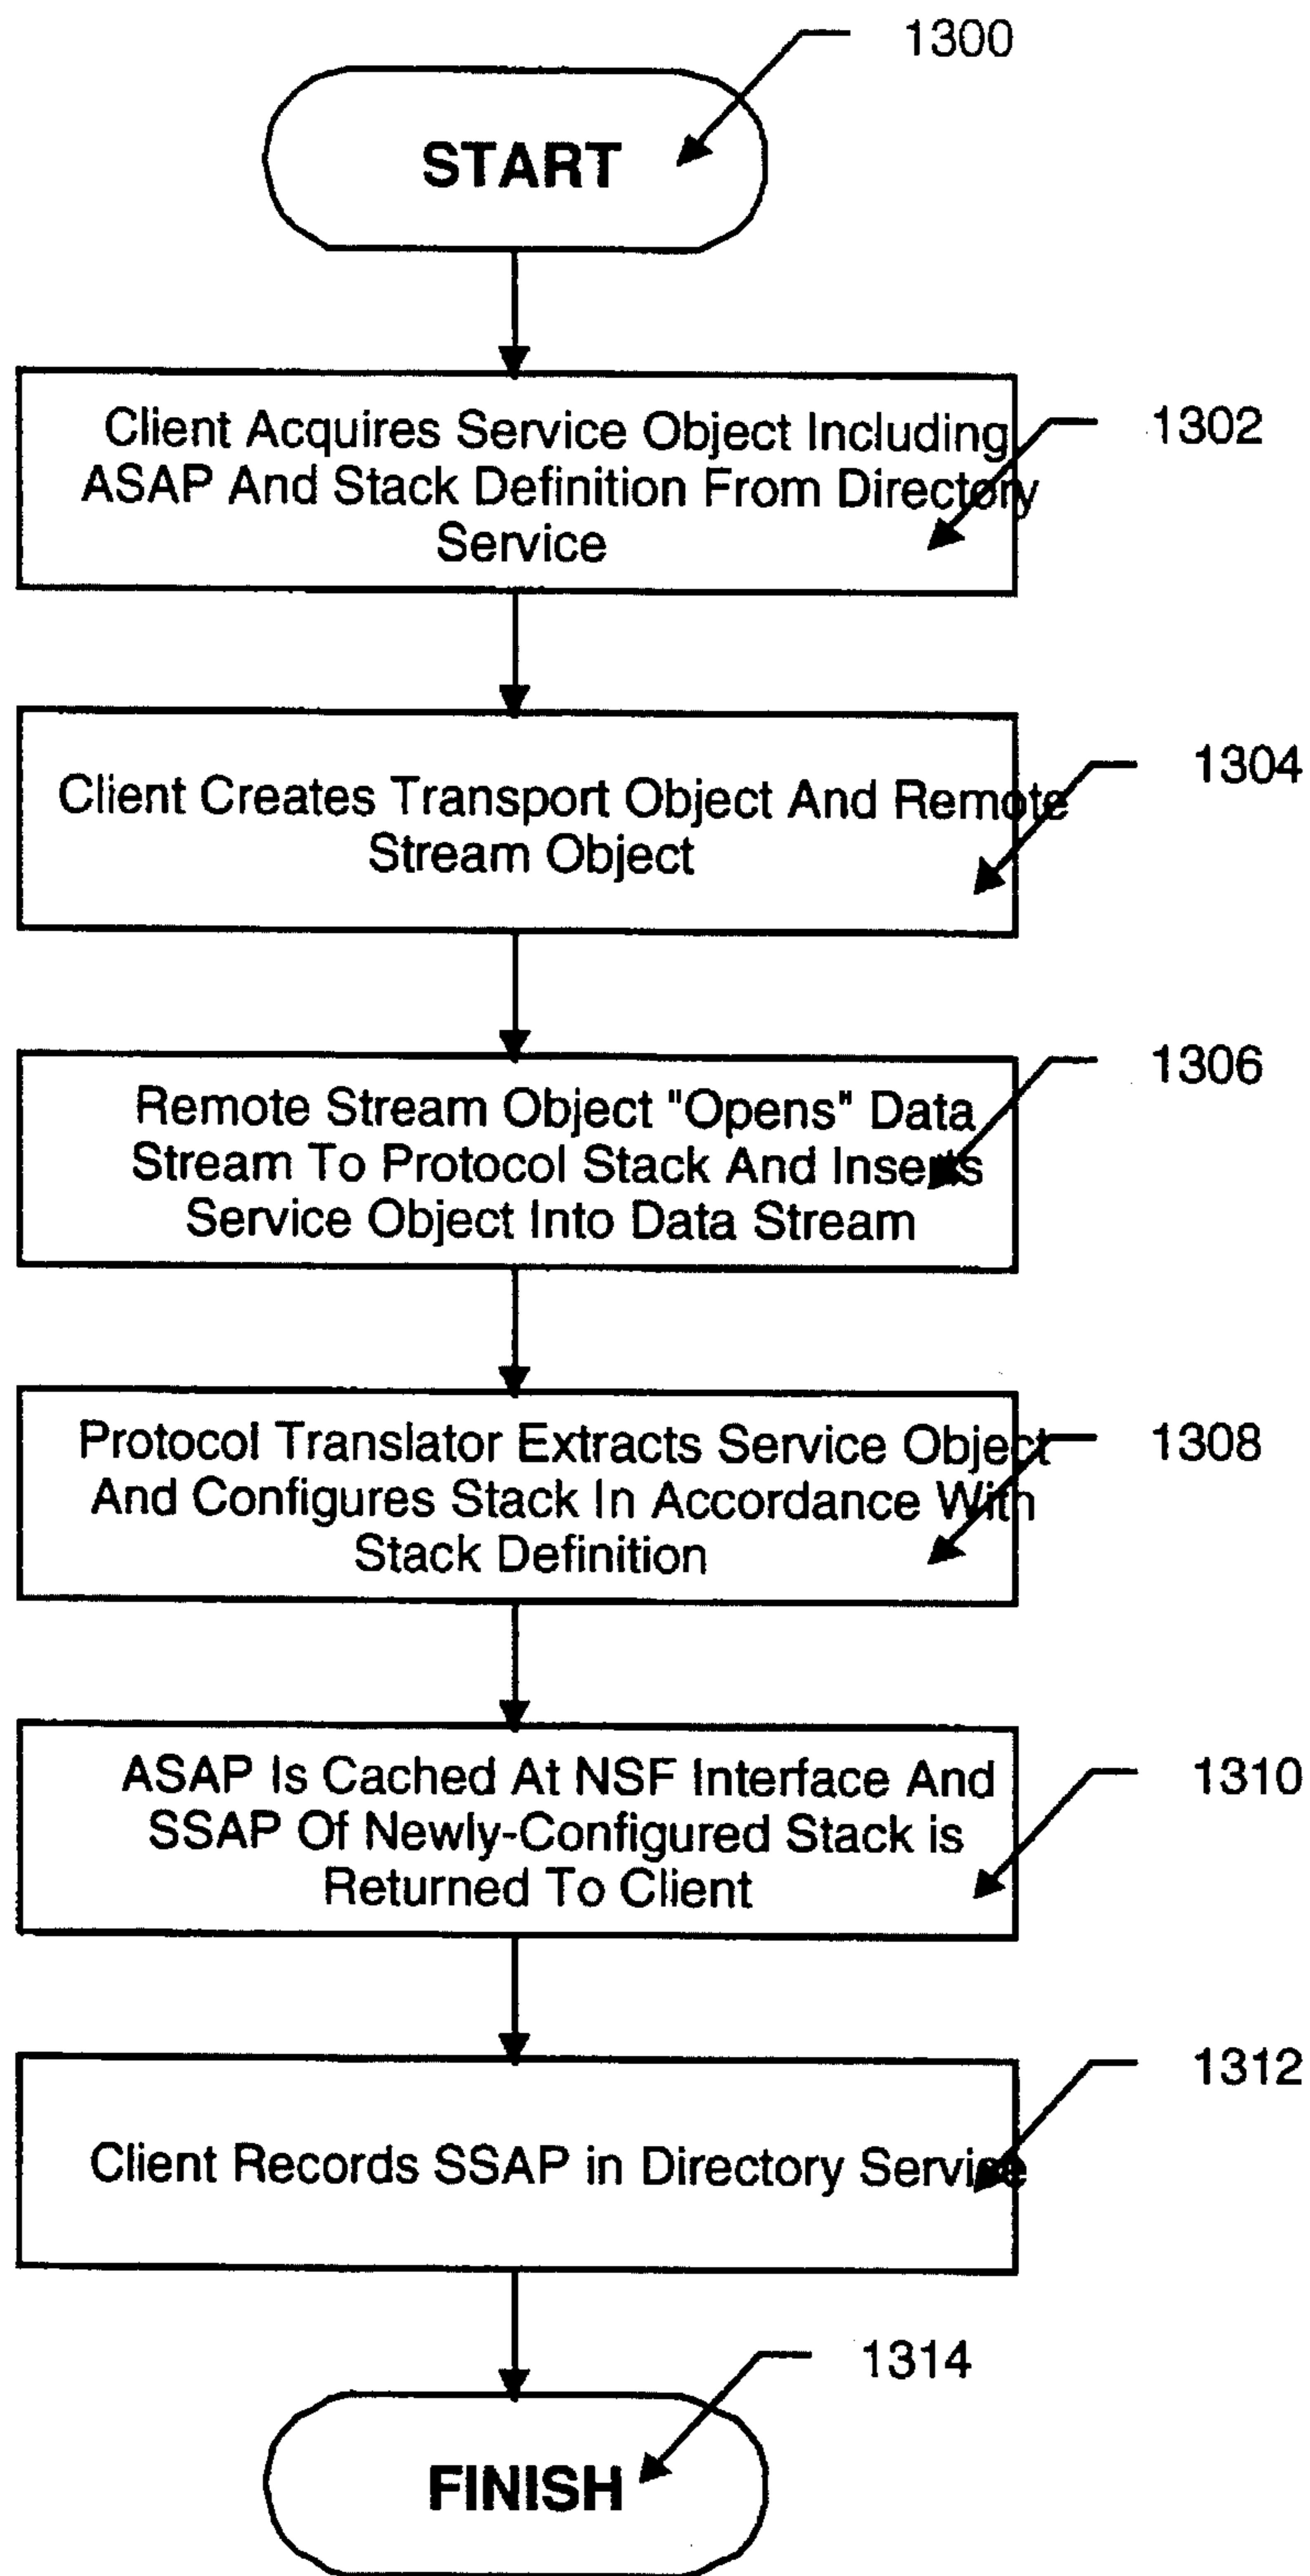 1300
START
1302
Client Acquires Service Object Including
ASAP And Stack Definition From Directory
Service
1304
Client Creates Transport Object And Remote
Stream Object
1306
Remote Stream Object "Opens" Data
Stream To Protocol Stack And Inserts
Service Object Into Data Stream
1308
Protocol Translator Extracts Service Object
And Configures Stack In Accordance With
Stack Definition
1310
ASAP Is Cached At NSF Interface And
SSAP Of Newly-Configured Stack is
Returned To Client
1312
Client Records SSAP in Directory Service
1314
FINISH